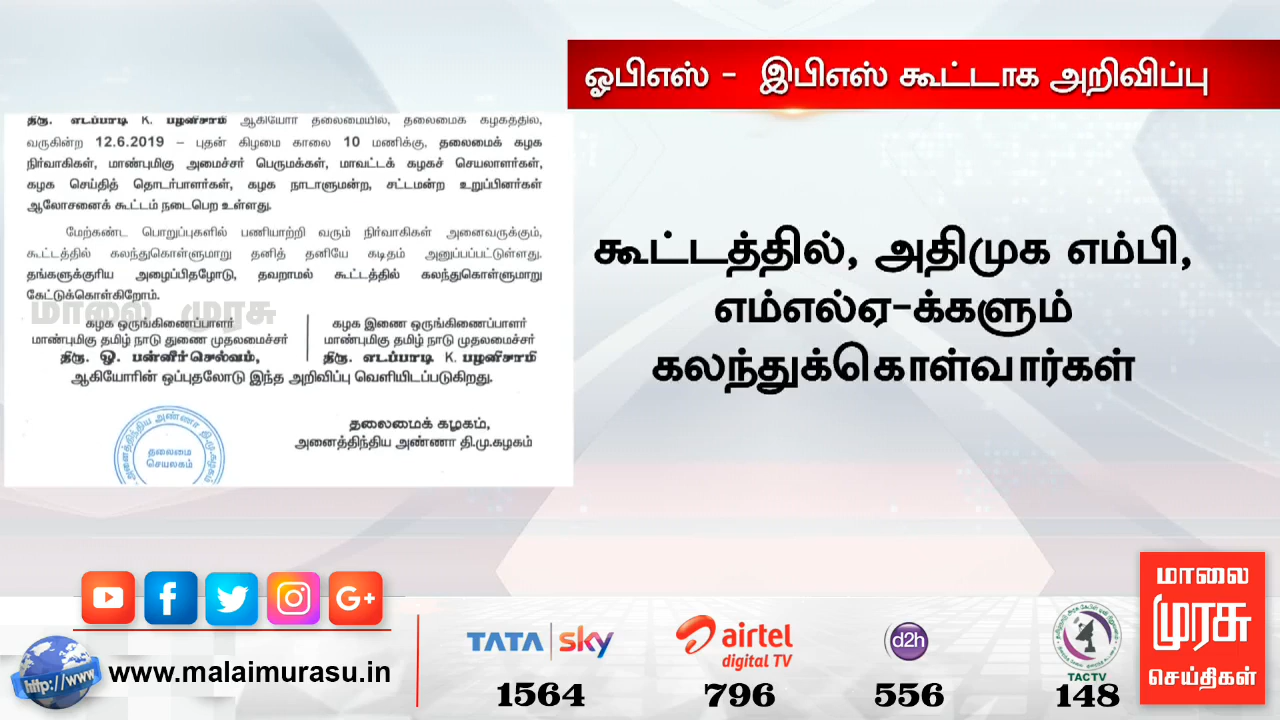 ஓபிஎஸ் - இபிஎஸ் கூட்டாக அறிவிப்பு
திரு. எடப்பாடி K. பழனிசாமி ஆகியோர் தலைமையில், தலைமைக் கழகத்தில்,
வருகின்ற 12.6.2019 – புதன் கிழமை காலை 10 மணிக்கு, தலைமைக் கழக
நிர்வாகிகள், மாண்புமிகு அமைச்சர் பெருமக்கள், மாவட்டக் கழகச் செயலாளர்கள்,
கழக செய்தித் தொடர்பாளர்கள், கழக நாடாளுமன்ற, சட்டமன்ற உறுப்பினர்கள்
ஆலோசனைக் கூட்டம் நடைபெற உள்ளது.
மேற்கண்ட பொறுப்புகளில் பணியாற்றி வரும் நிர்வாகிகள் அனைவருக்கும்,
கூட்டத்தில் கலந்துகொள்ளுமாறு தனித் தனியே கடிதம் அனுப்பப்பட்டுள்ளது.
தங்களுக்குரிய அழைப்பிதழோடு, தவறாமல் கூட்டத்தில் கலந்துகொள்ளுமாறு
கேட்டுக்கொள்கிறோம்.
மாலை முரசு
கழக ஒருங்கிணைப்பாளர்
மாண்புமிகு தமிழ் நாடு துணை முதலமைச்சர்
திரு. ஓ. பன்னீர்செல்வம்,
கழக இணை ஒருங்கிணைப்பாளர்
மாண்புமிகு தமிழ் நாடு முதலமைச்சர்
திரு. எடப்பாடி K. பழனிசாமி
ஆகியோரின் ஒப்புதலோடு இந்த அறிவிப்பு வெளியிடப்படுகிறது.
தலைமைக் கழகம்,
அனைத்திந்திய அண்ணா தி.மு.கழகம்
அனைத்திந்திய அண்ணா தி.மு.கழகம்
தலைமை
செயலகம்
கூட்டத்தில், அதிமுக எம்பி,
எம்எல்ஏ-க்களும்
கலந்துக்கொள்வார்கள்
http://www
www.malaimurasu.in
TATA sky
1564
airtel
digital TV
796
d2h
556
TACTV
148
மாலை
முரசு
செய்திகள்